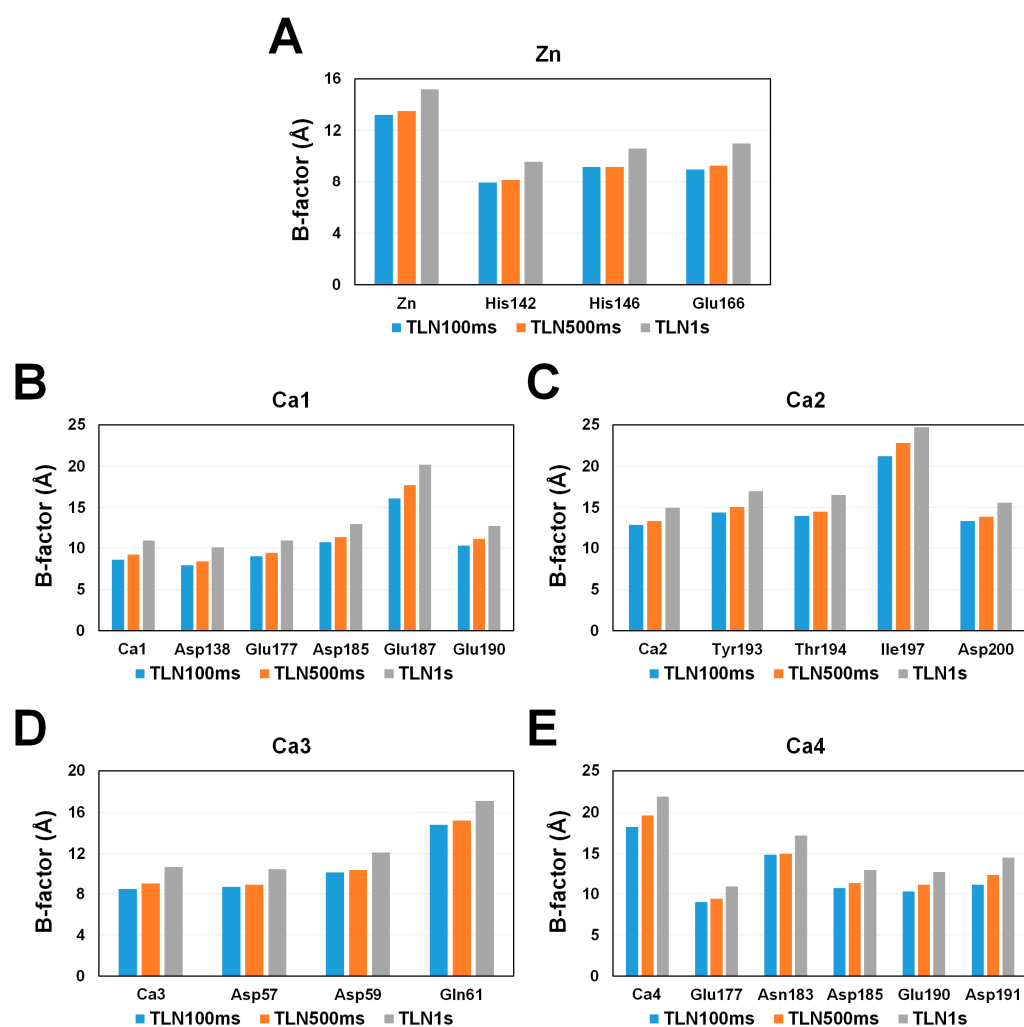 A
Zn
B-factor (Å)
16
12
8
4
0
Zn His142 His146 Glu166
TLN100ms TLN500ms TLN1s
B
Ca1
B-factor (Å)
25
20
15
10
5
0
Ca1 Asp138 Glu177 Asp185 Glu187 Glu190
TLN100ms TLN500ms TLN1s
C
Ca2
B-factor (Å)
25
20
15
10
5
0
Ca2 Tyr193 Thr194 Ile197 Asp200
TLN100ms TLN500ms TLN1s
D
Ca3
B-factor (Å)
20
16
12
8
4
0
Ca3 Asp57 Asp59 Gln61
TLN100ms TLN500ms TLN1s
E
Ca4
B-factor (Å)
25
20
15
10
5
0
Ca4 Glu177 Asn183 Asp185 Glu190 Asp191
TLN100ms TLN500ms TLN1s